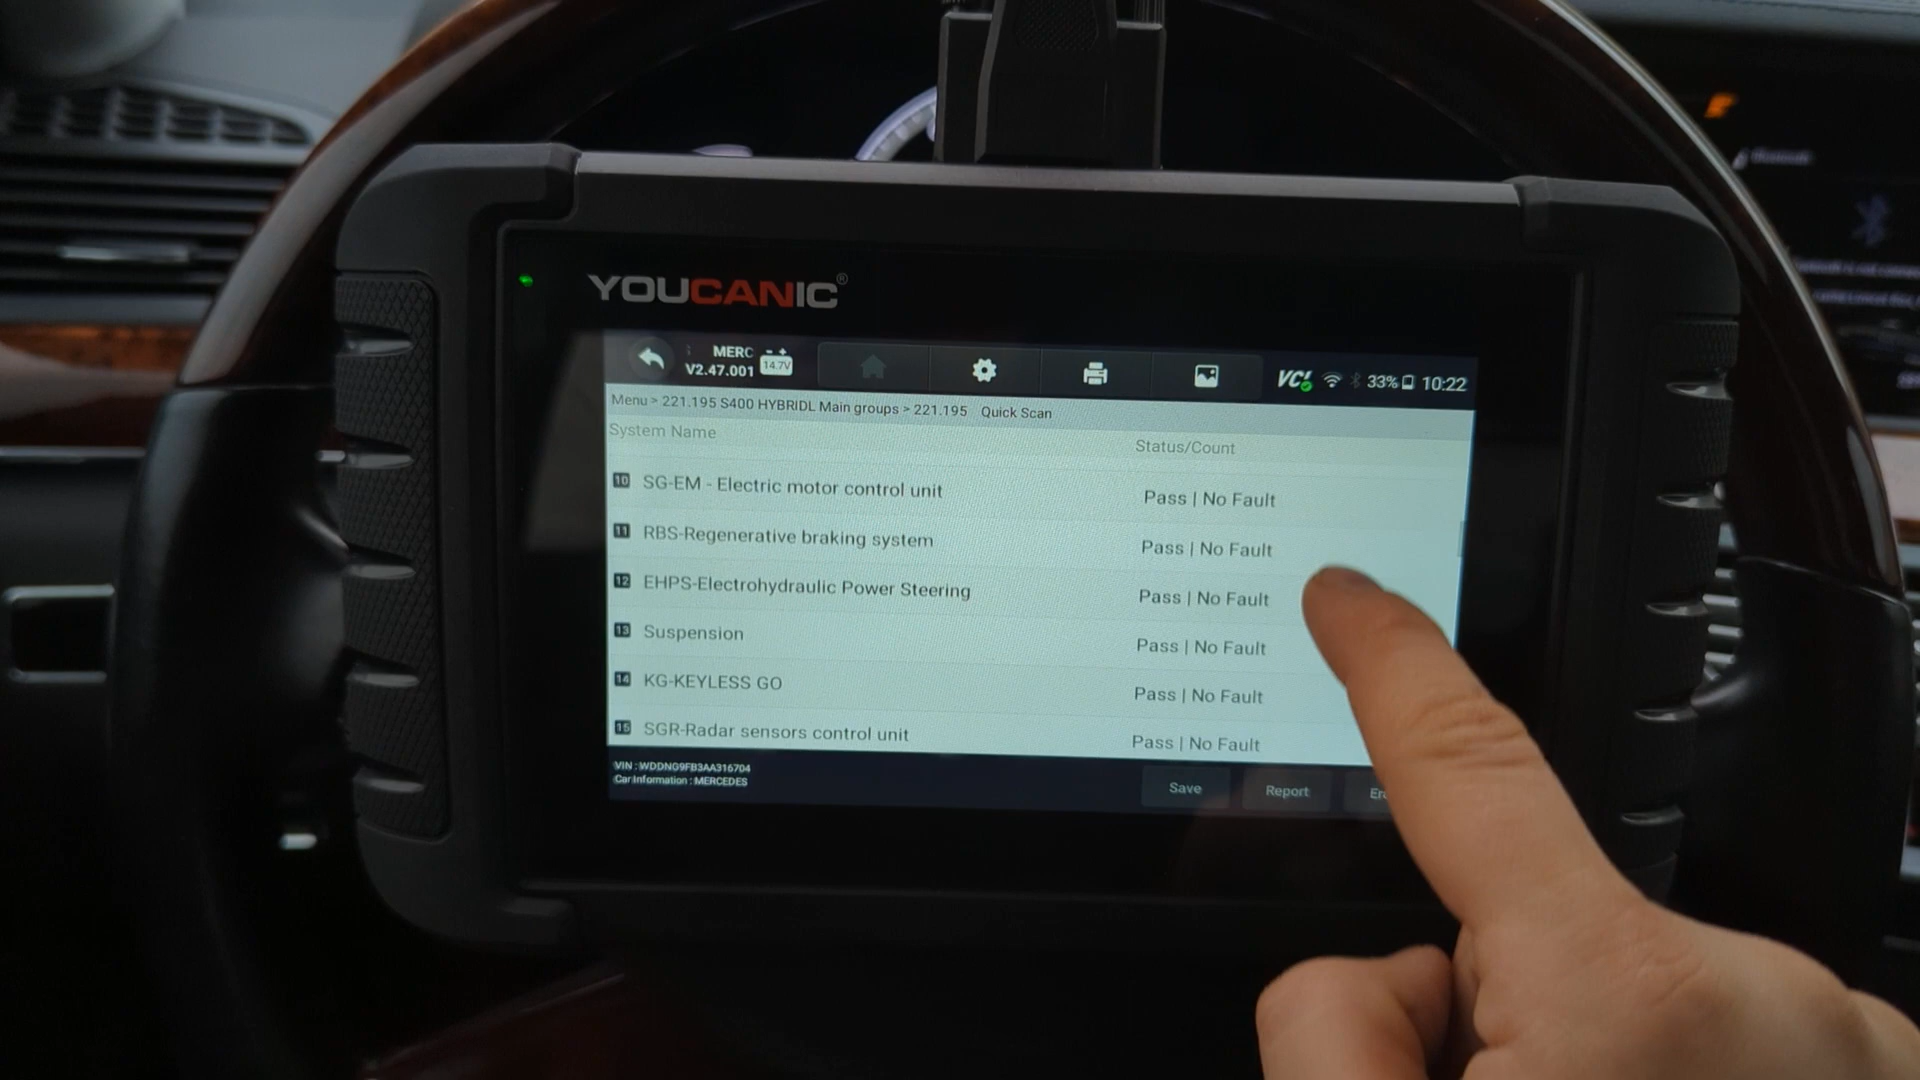 YOUCANIC®
MERC
V2.47.001
- +
14.7V
VCI
33%
10:22
Menu > 221.195 S400 HYBRIDL Main groups > 221.195 Quick Scan
System Name Status/Count
10 SG-EM - Electric motor control unit Pass | No Fault
11 RBS-Regenerative braking system Pass | No Fault
12 EHPS-Electrohydraulic Power Steering Pass | No Fault
13 Suspension Pass | No Fault
14 KG-KEYLESS GO Pass | No Fault
15 SGR-Radar sensors control unit Pass | No Fault
VIN : WDDNG9FB3AA316704
Car Information : MERCEDES
Save Report